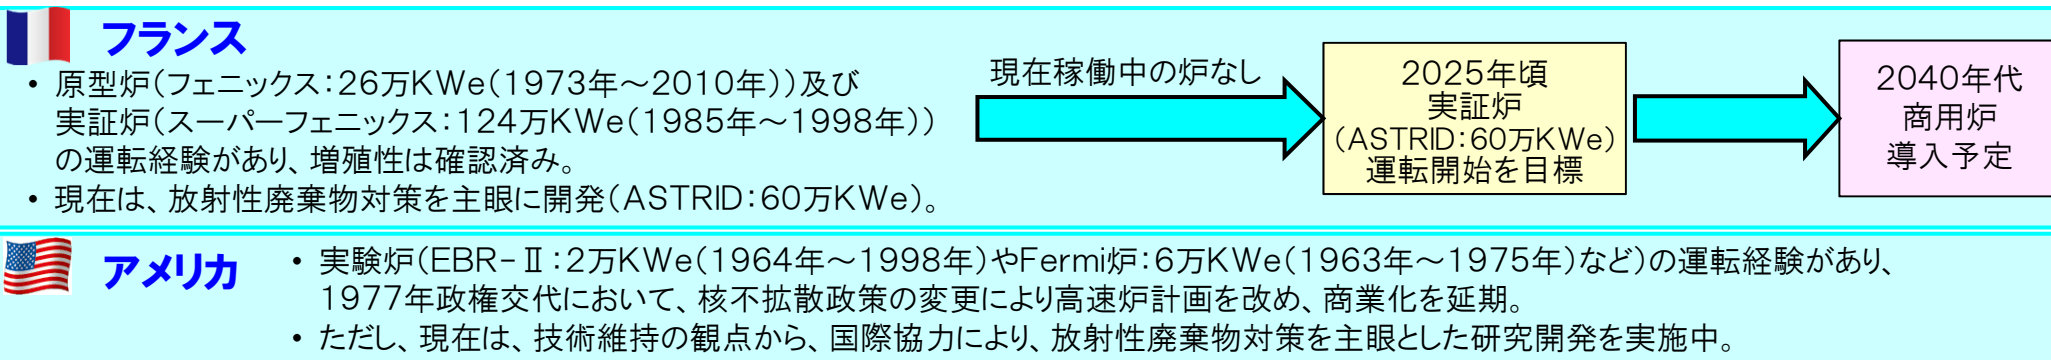 フランス
• 原型炉(フェニックス:26万KWe(1973年～2010年))及び
実証炉(スーパーフェニックス:124万KWe(1985年～1998年))
の運転経験があり、増殖性は確認済み。
• 現在は、放射性廃棄物対策を主眼に開発(ASTRID:60万KWe)。
現在稼働中の炉なし
2025年頃
実証炉
(ASTRID:60万KWe)
運転開始を目標
2040年代
商用炉
導入予定
アメリカ
• 実験炉(EBR-Ⅱ:2万KWe(1964年～1998年)やFermi炉:6万KWe(1963年～1975年)など)の運転経験があり、
1977年政権交代において、核不拡散政策の変更により高速炉計画を改め、商業化を延期。
• ただし、現在は、技術維持の観点から、国際協力により、放射性廃棄物対策を主眼とした研究開発を実施中。